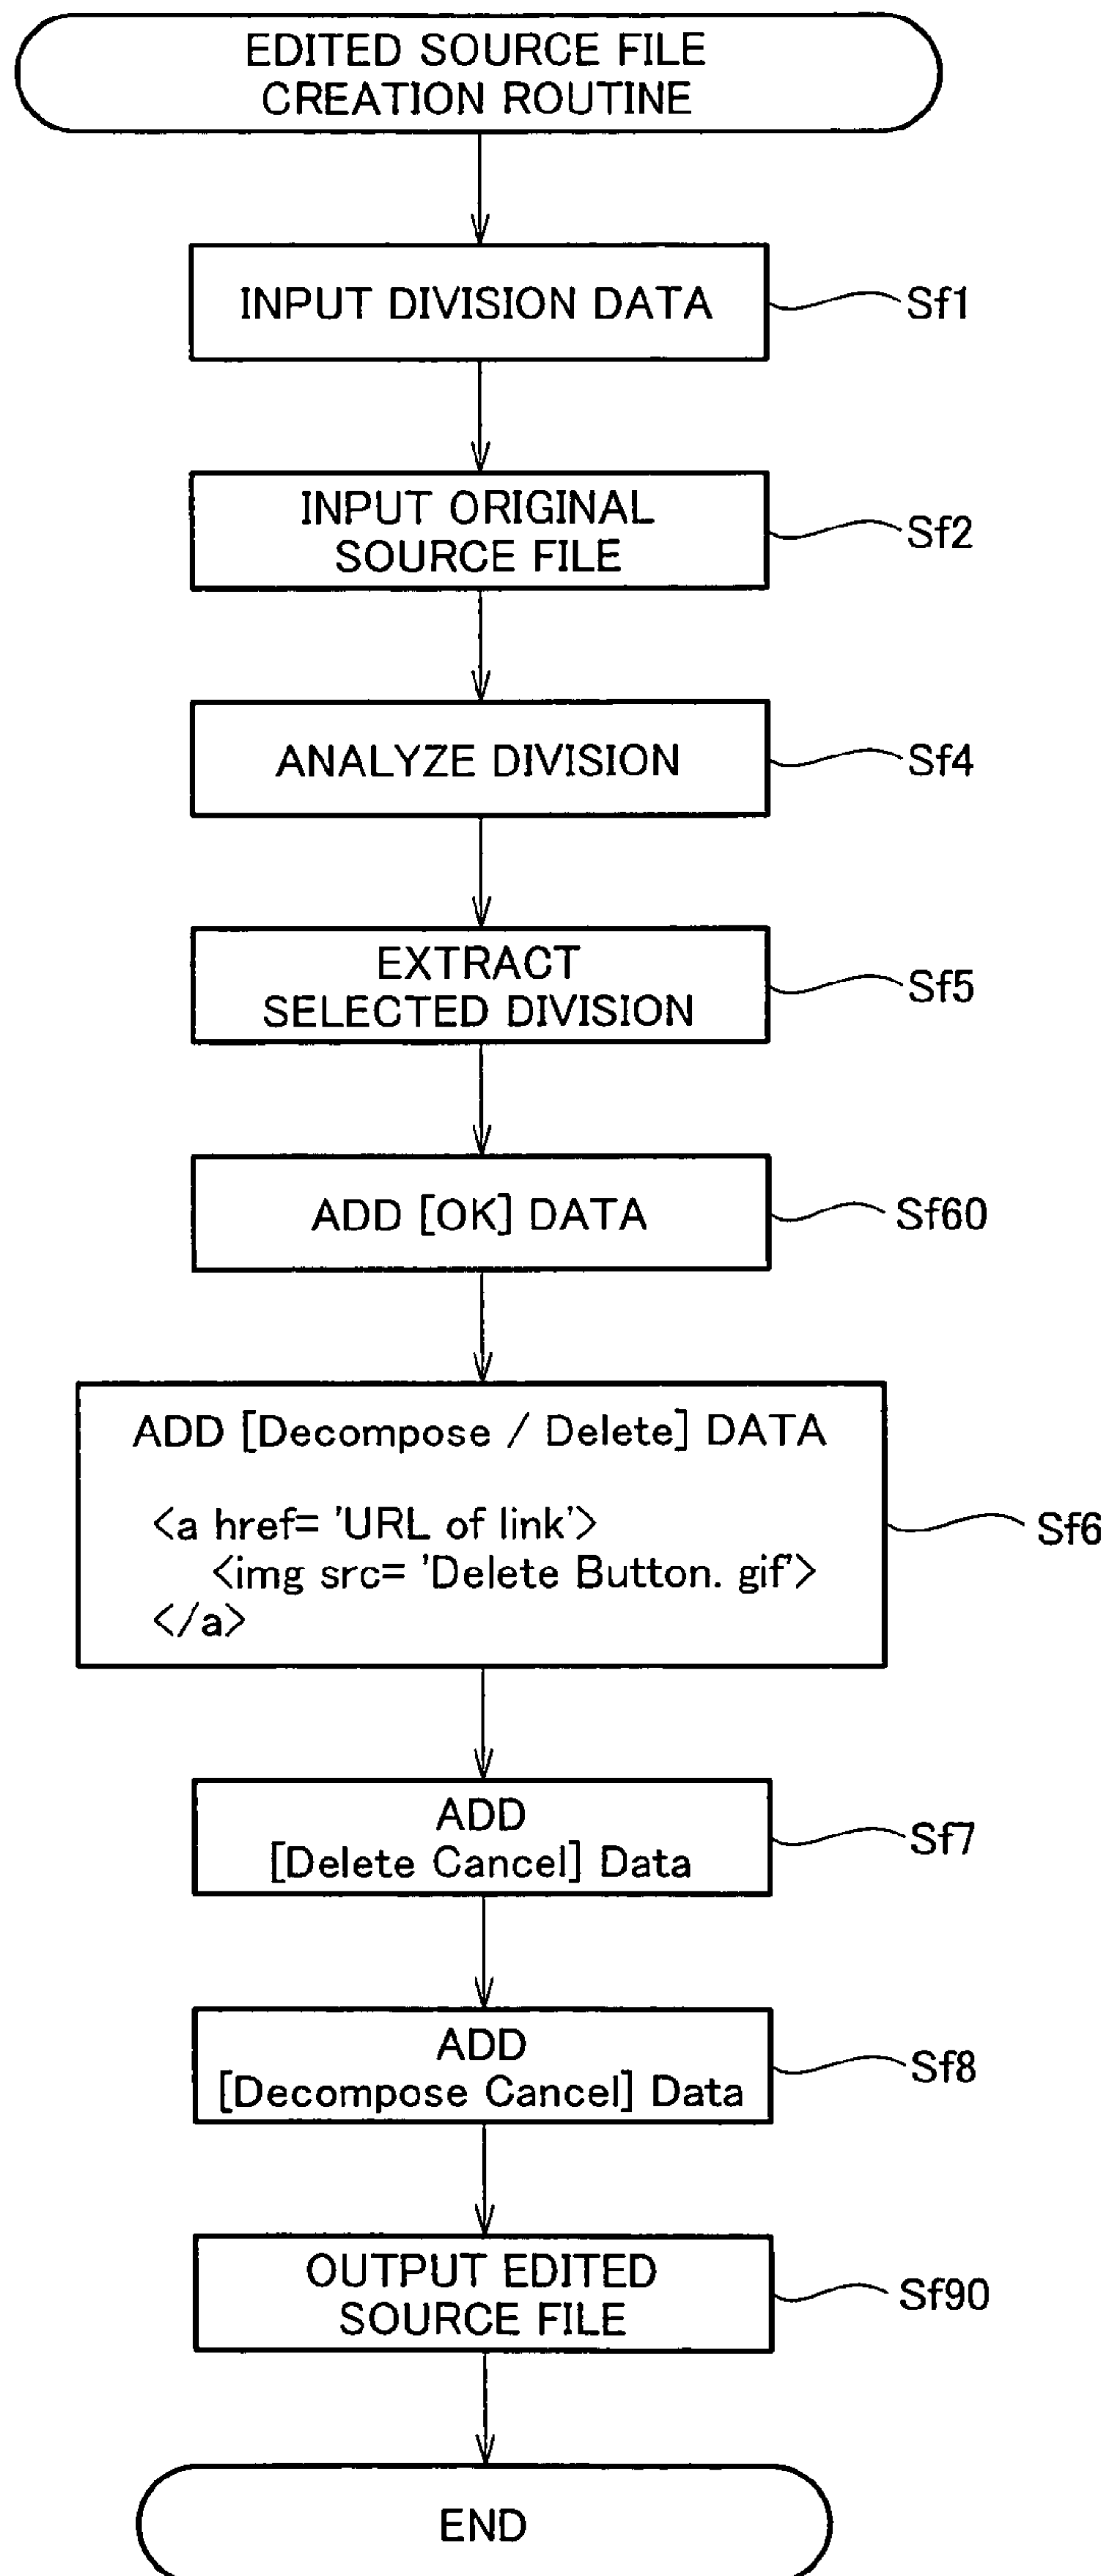 EDITED SOURCE FILE
CREATION ROUTINE
INPUT DIVISION DATA
Sf1
INPUT ORIGINAL
SOURCE FILE
Sf2
ANALYZE DIVISION
Sf4
EXTRACT
SELECTED DIVISION
Sf5
ADD [OK] DATA
Sf60
ADD [Decompose / Delete] DATA
<a href= 'URL of link'>
<img src= 'Delete Button. gif'>
</a>
Sf6
ADD
[Delete Cancel] Data
Sf7
ADD
[Decompose Cancel] Data
Sf8
OUTPUT EDITED
SOURCE FILE
Sf90
END